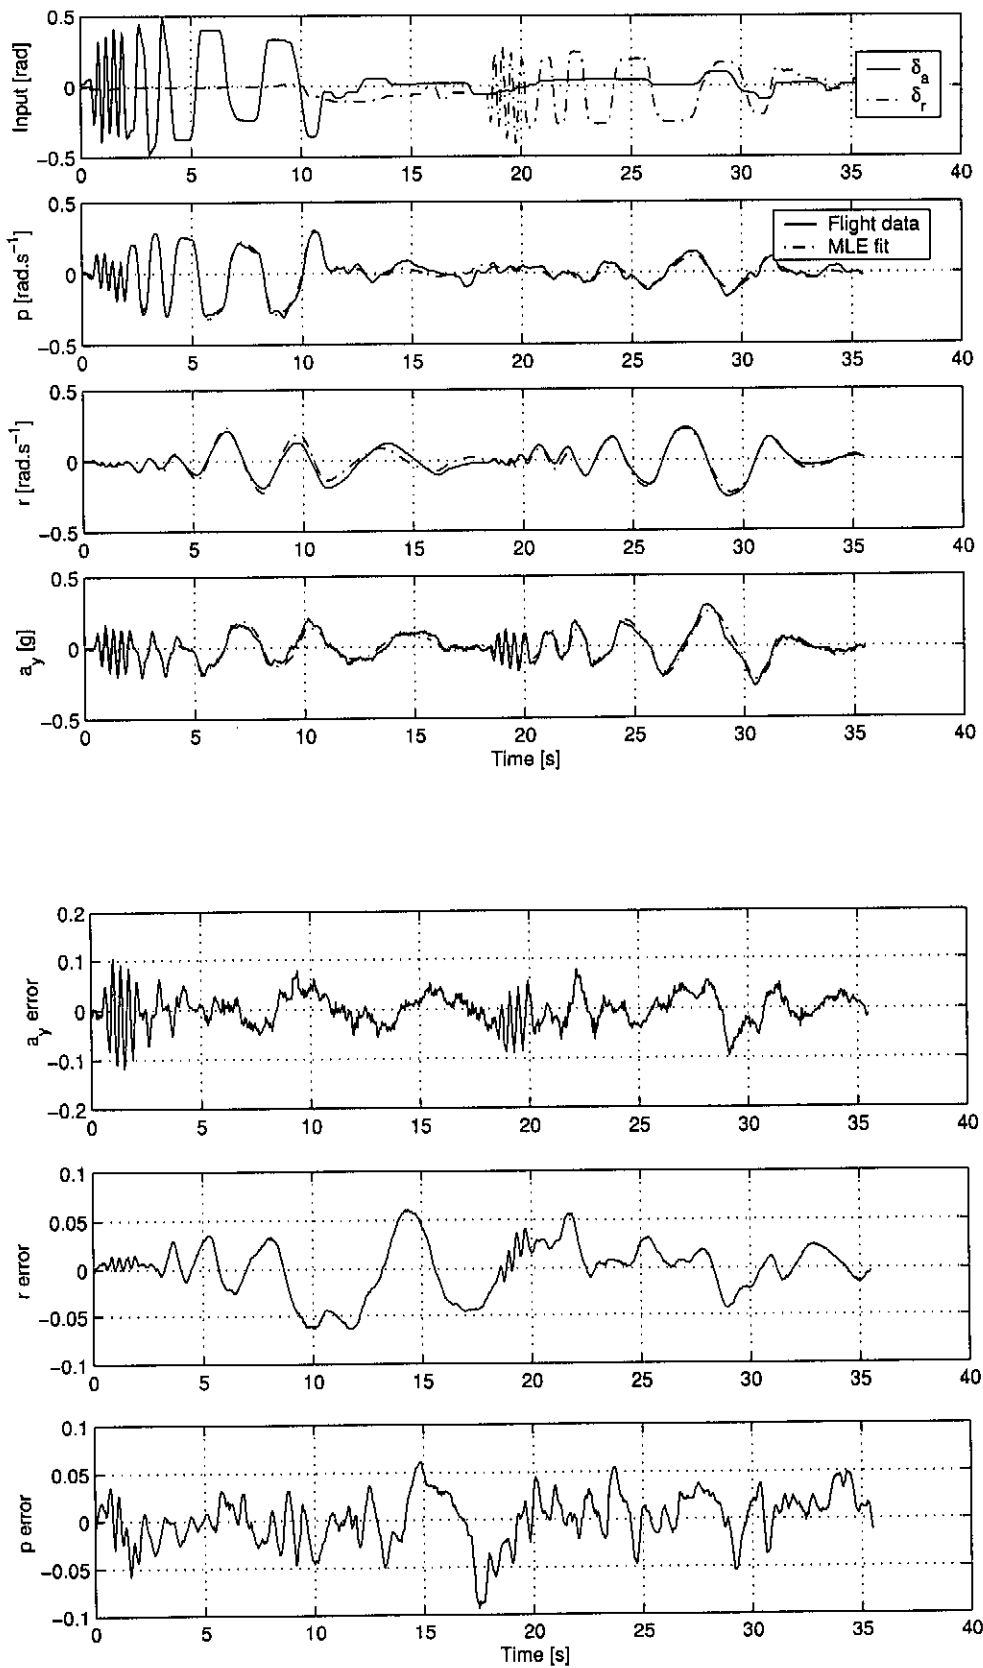 0.5
0
−0.5
Input [rad]
δa
δr
0 5 10 15 20 25 30 35 40
0.5
0
−0.5
p [rad.s⁻¹]
Flight data
MLE fit
0 5 10 15 20 25 30 35 40
0.5
0
−0.5
r [rad.s⁻¹]
0 5 10 15 20 25 30 35 40
0.5
0
−0.5
ay [g]
0 5 10 15 20 25 30 35 40
Time [s]
0.2
0.1
0
−0.1
−0.2
ay error
0 5 10 15 20 25 30 35 40
0.1
0.05
0
−0.05
−0.1
r error
0 5 10 15 20 25 30 35 40
0.1
0.05
0
−0.05
−0.1
p error
0 5 10 15 20 25 30 35 40
Time [s]